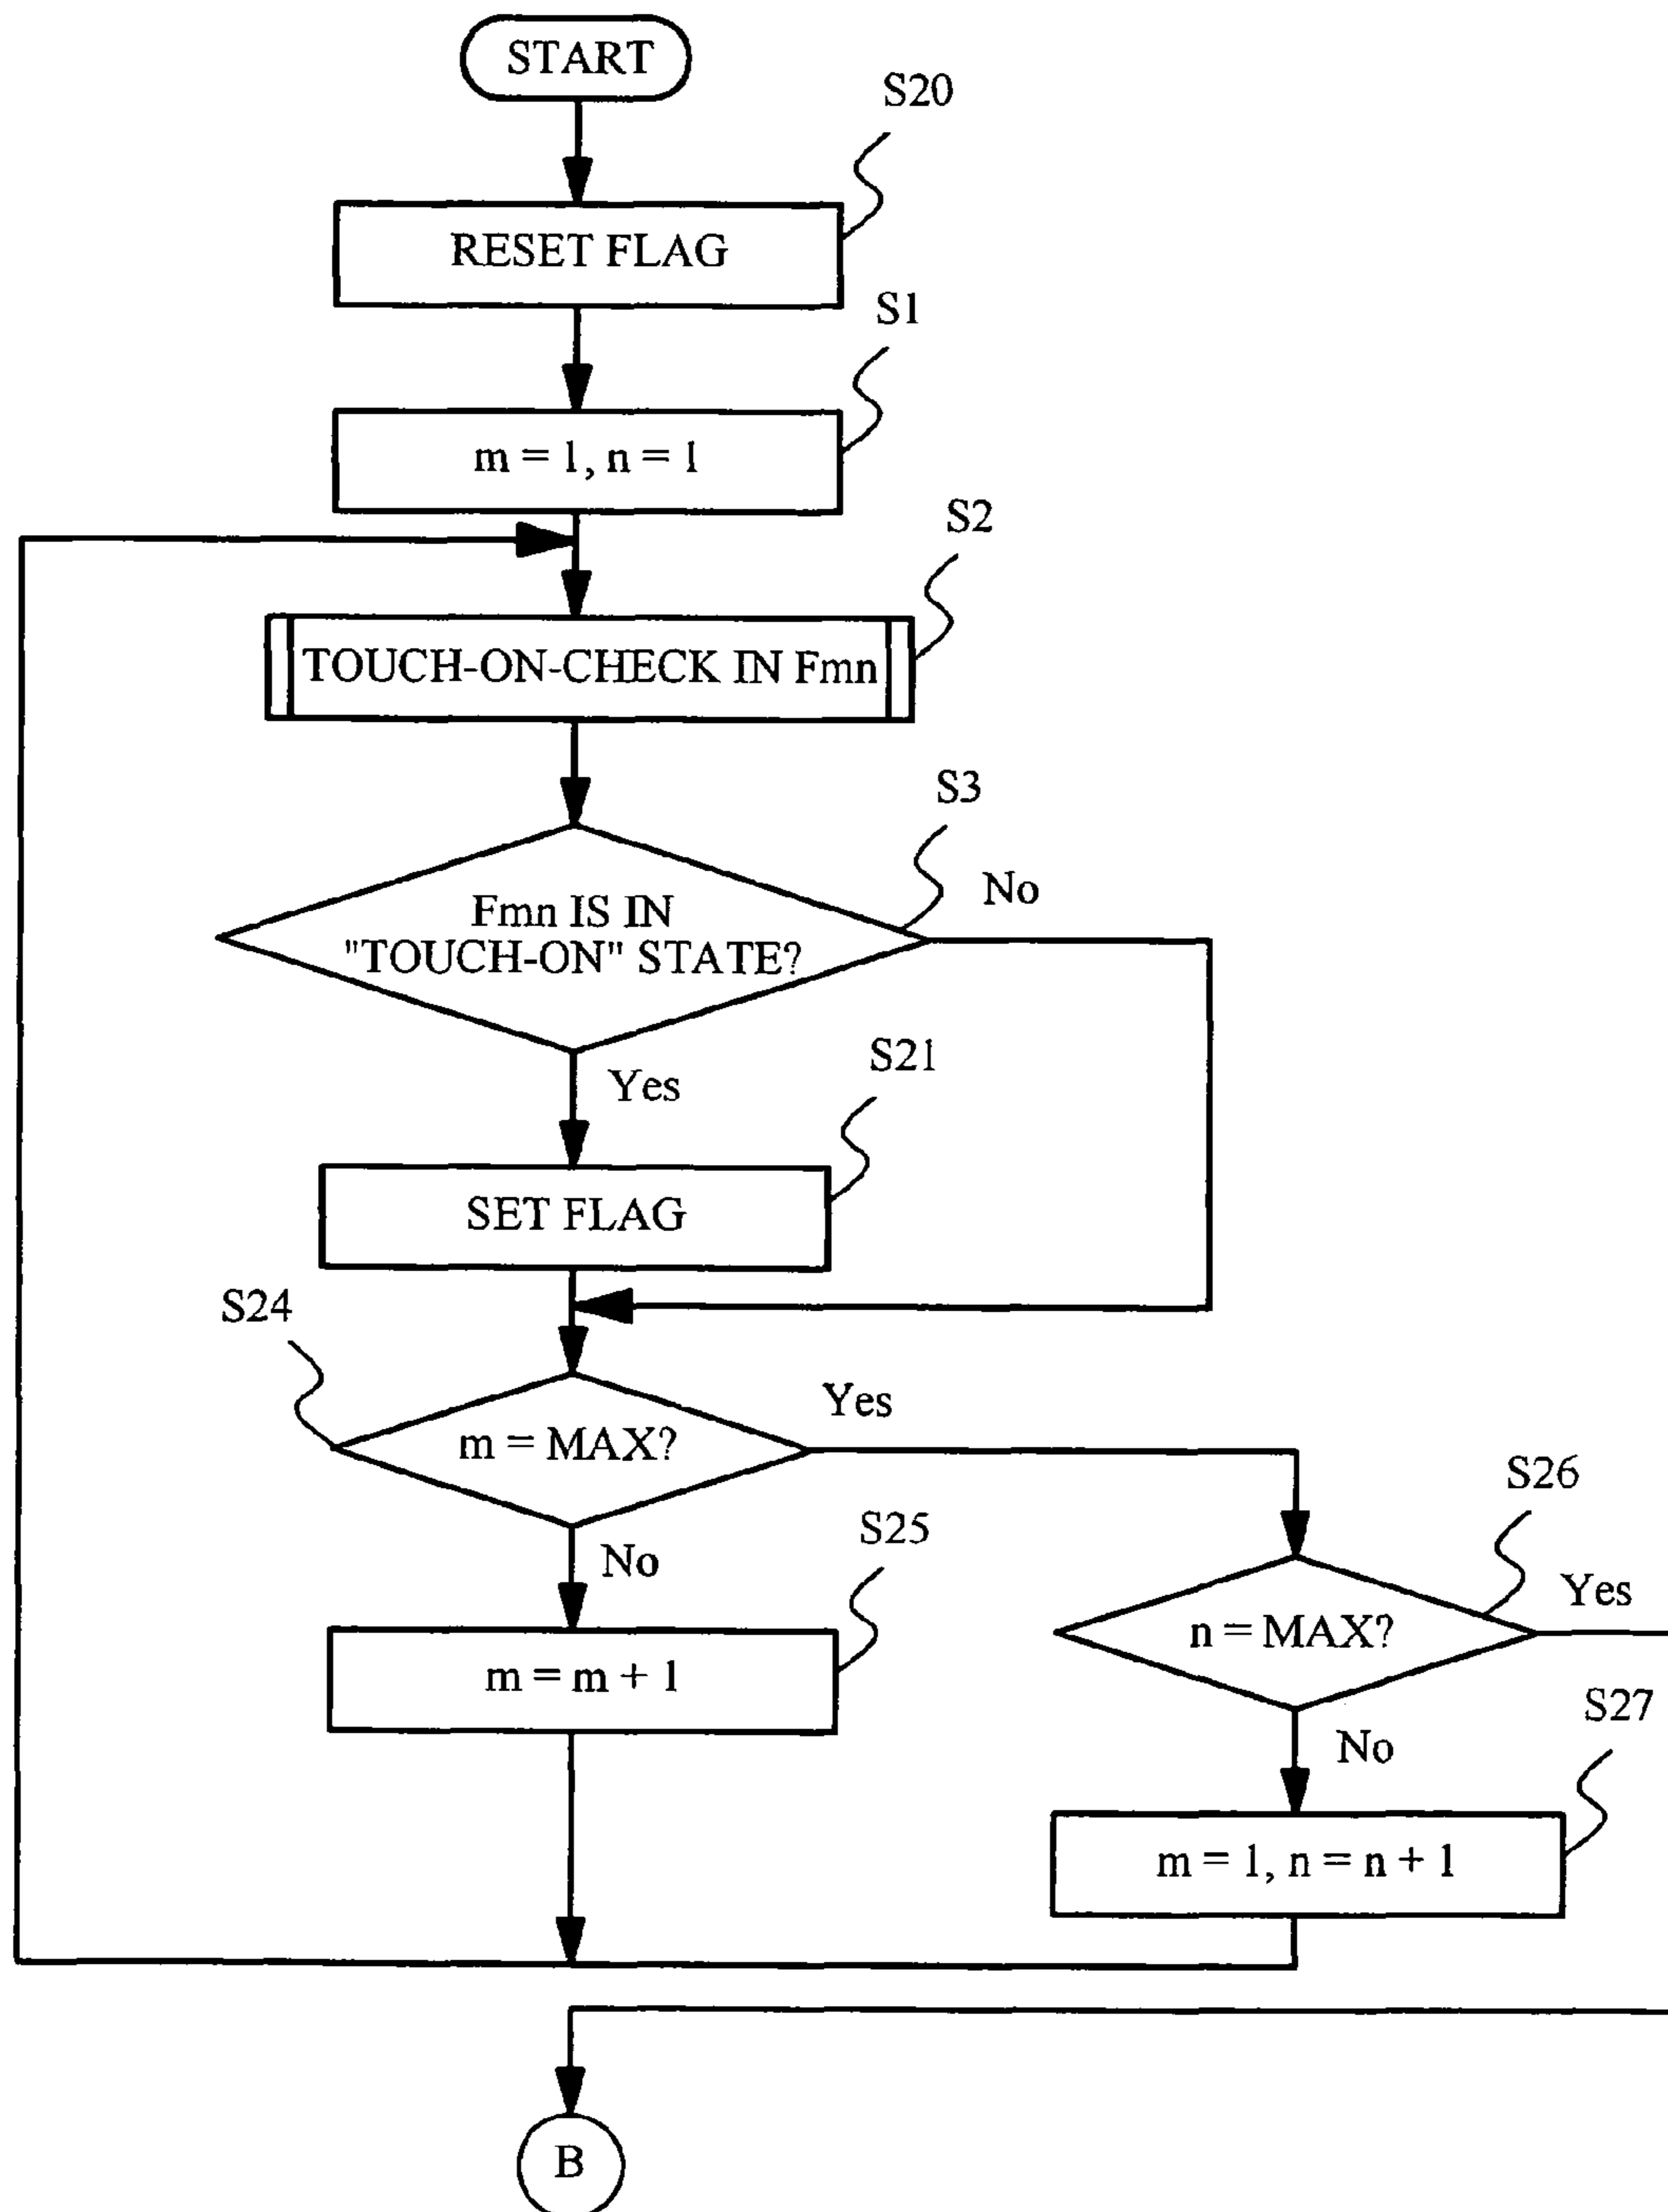 START
S20
RESET FLAG
S1
m = 1, n = 1
S2
TOUCH-ON-CHECK IN Fmn
S3
No
Fmn IS IN
"TOUCH-ON" STATE?
Yes
S21
SET FLAG
S24
Yes
m = MAX?
S26
No
S25
Yes
n = MAX?
m = m + 1
S27
No
m = 1, n = n + 1
B